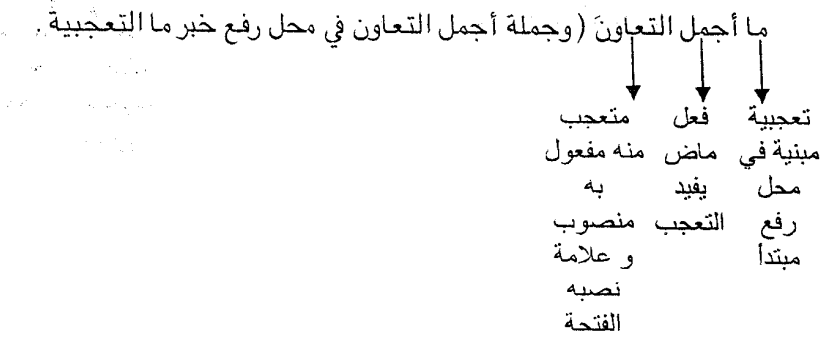 ما أجمل التعاونَ (وجملة أجمل التعاون في محل رفع خبر ما التعجبية .
تعجبية فعل متعجب
مبنية في ماض منه مفعول
محل يفيد به
رفع التعجب منصوب
مبتدأ و علامة
نصبه
الفتحة